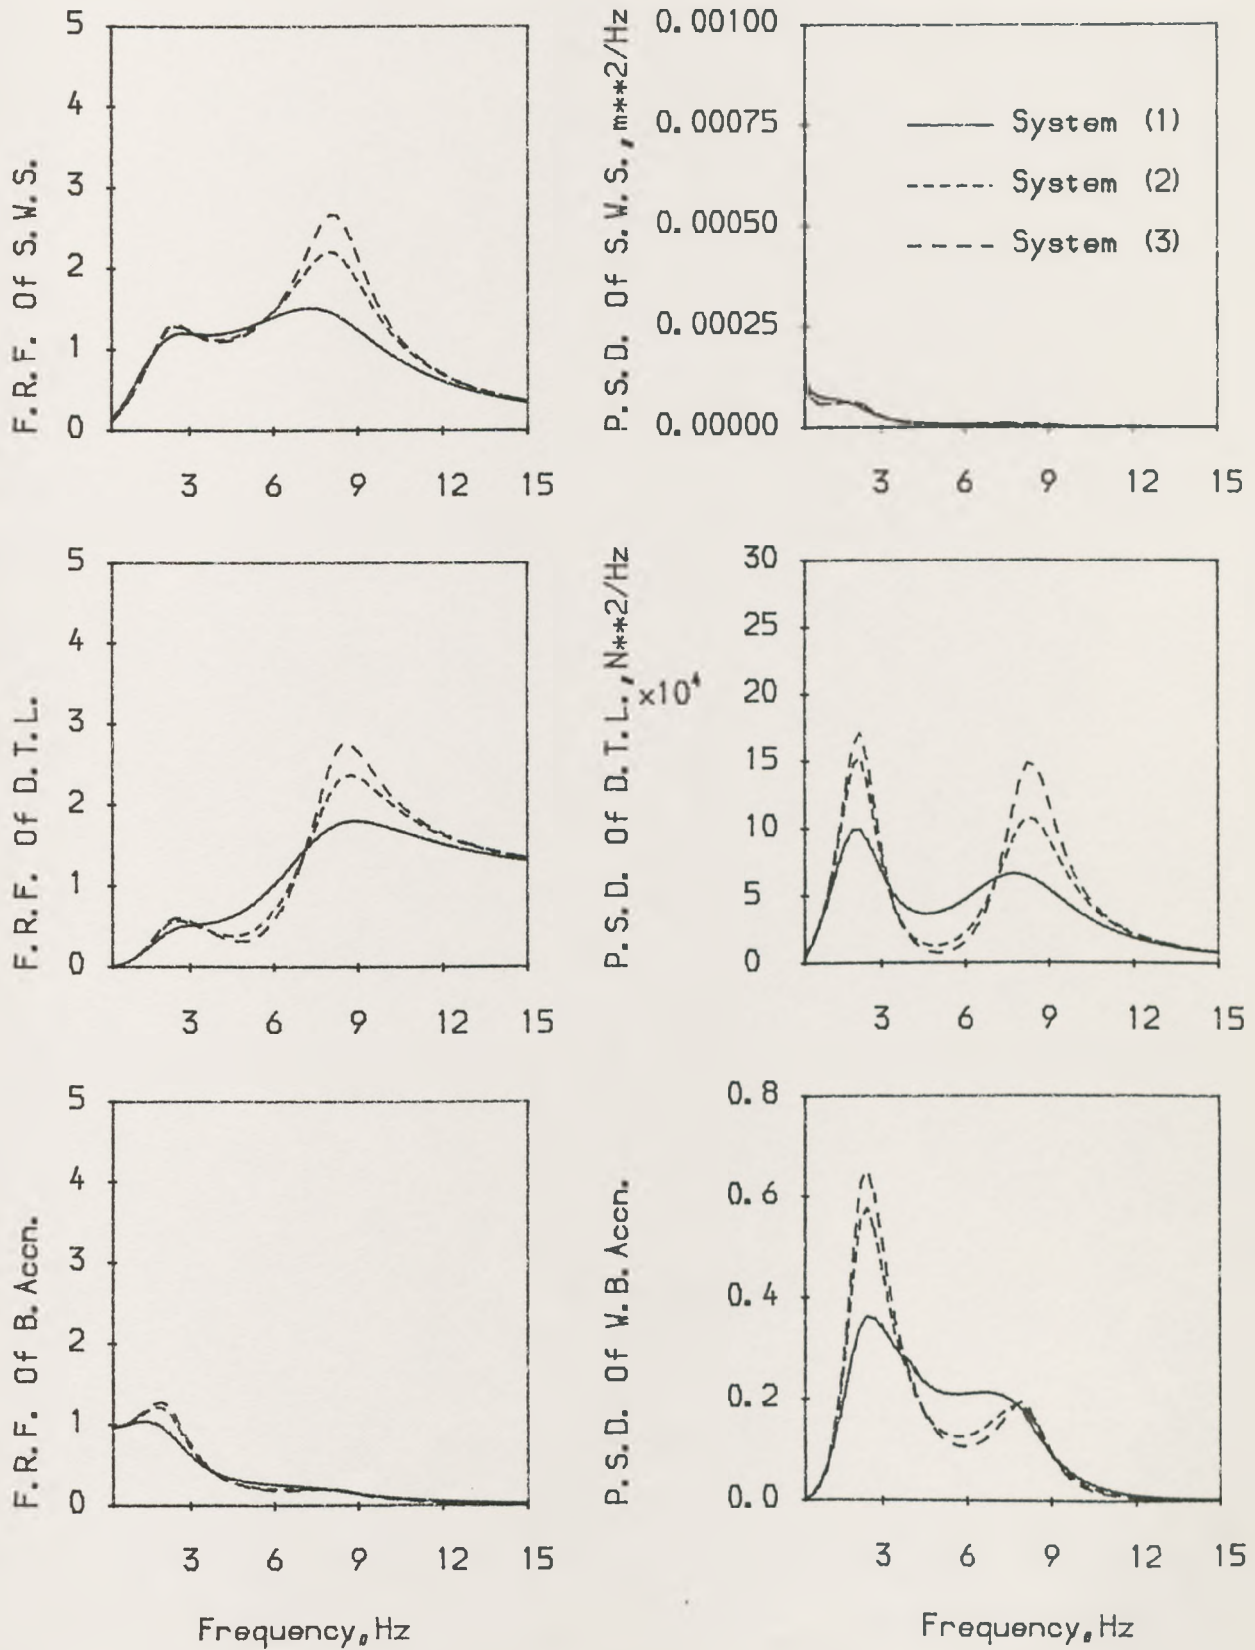 F.R.F. Of S.W.S.
5
4
3
2
1
0
3 6 9 12 15
P.S.D. Of S.W.S.,m**2/Hz
0.00100
0.00075
0.00050
0.00025
0.00000
System (1)
System (2)
System (3)
3 6 9 12 15
F.R.F. Of D.T.L.
5
4
3
2
1
0
3 6 9 12 15
P.S.D. Of D.T.L.,N**2/Hz
x10⁴
30
25
20
15
10
5
0
3 6 9 12 15
F.R.F. Of B.Accn.
5
4
3
2
1
0
3 6 9 12 15
Frequency,Hz
P.S.D. Of W.B.Accn.
0.8
0.6
0.4
0.2
0.0
3 6 9 12 15
Frequency,Hz